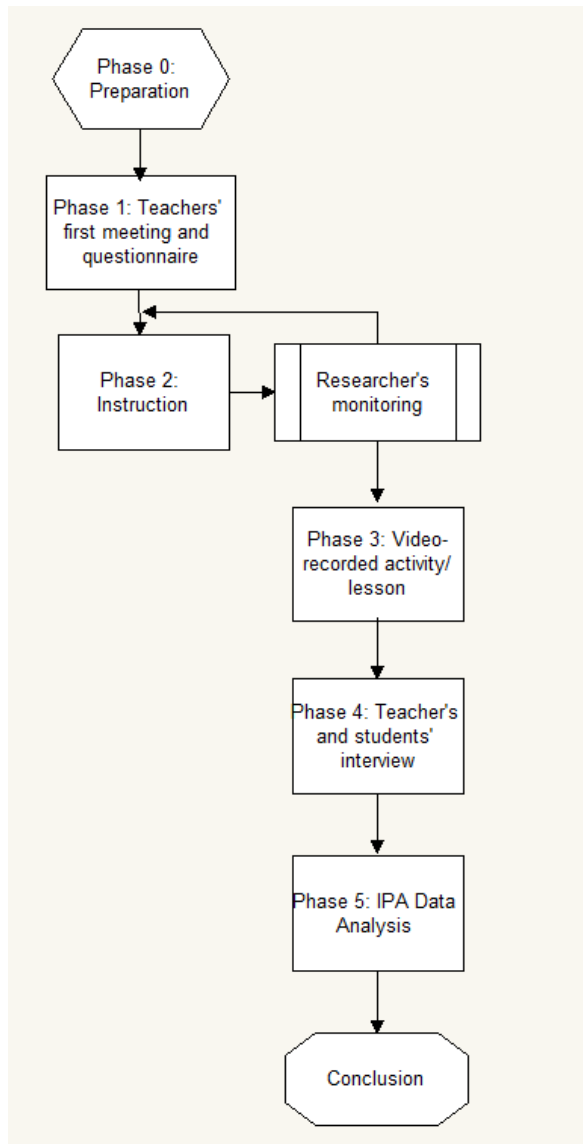 Phase 0:
Preparation
Phase 1: Teachers'
first meeting and
questionnaire
Phase 2:
Instruction
Researcher's
monitoring
Phase 3: Video-
recorded activity/
lesson
Phase 4: Teacher's
and students'
interview
Phase 5: IPA Data
Analysis
Conclusion